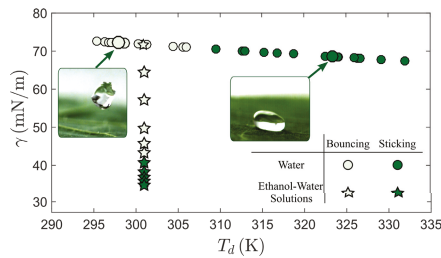 80
70
60
50
40
30
γ (mN/m)
Bouncing Sticking
Water
Ethanol-Water
Solutions
290 295 300 305 310 315 320 325 330 335
T_d (K)